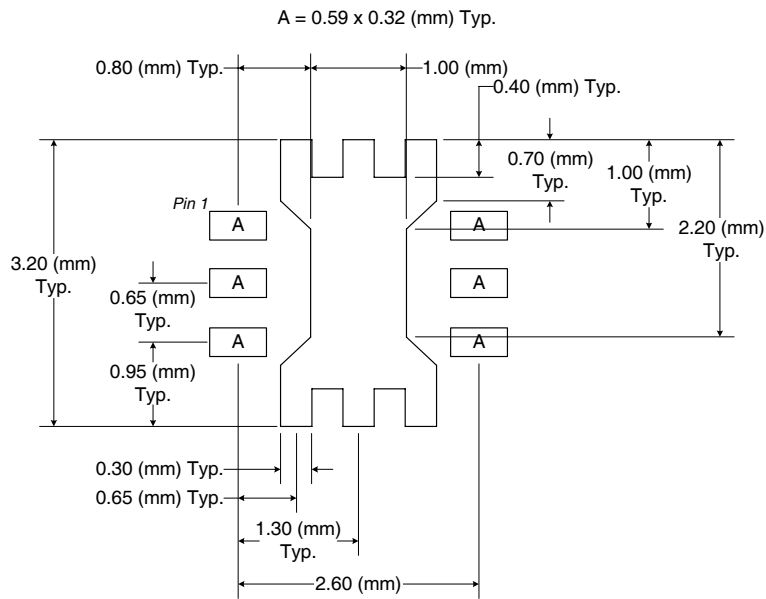 A = 0.59 x 0.32 (mm) Typ.
0.80 (mm) Typ.
1.00 (mm)
0.40 (mm) Typ.
0.70 (mm)
Typ.
1.00 (mm)
Typ.
2.20 (mm)
Typ.
Pin 1
A
A
3.20 (mm)
Typ.
0.65 (mm)
Typ.
A
A
0.95 (mm)
Typ.
A
A
0.30 (mm) Typ.
0.65 (mm) Typ.
1.30 (mm)
Typ.
2.60 (mm)